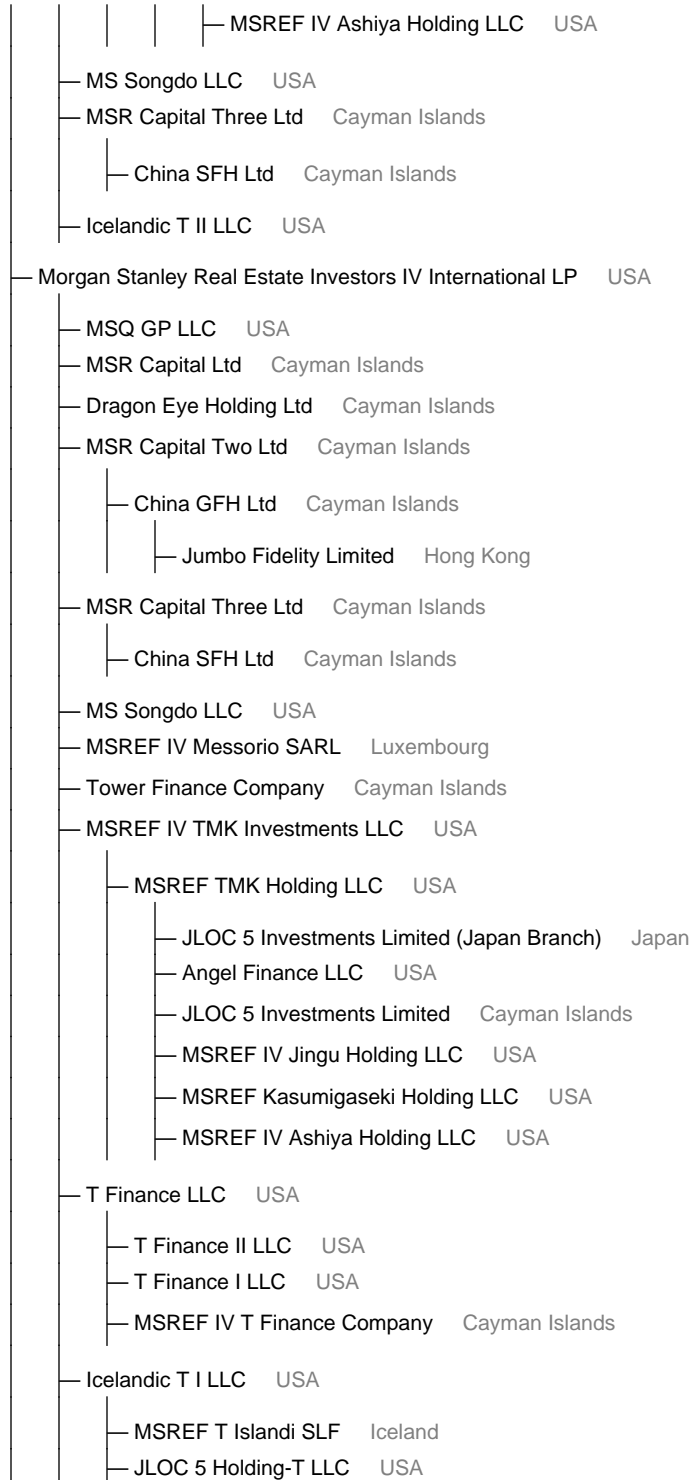 MSREF IV Ashiya Holding LLC USA
MS Songdo LLC USA
MSR Capital Three Ltd Cayman Islands
China SFH Ltd Cayman Islands
Icelandic T II LLC USA
Morgan Stanley Real Estate Investors IV International LP USA
MSQ GP LLC USA
MSR Capital Ltd Cayman Islands
Dragon Eye Holding Ltd Cayman Islands
MSR Capital Two Ltd Cayman Islands
China GFH Ltd Cayman Islands
Jumbo Fidelity Limited Hong Kong
MSR Capital Three Ltd Cayman Islands
China SFH Ltd Cayman Islands
MS Songdo LLC USA
MSREF IV Messorio SARL Luxembourg
Tower Finance Company Cayman Islands
MSREF IV TMK Investments LLC USA
MSREF TMK Holding LLC USA
JLOC 5 Investments Limited (Japan Branch) Japan
Angel Finance LLC USA
JLOC 5 Investments Limited Cayman Islands
MSREF IV Jingu Holding LLC USA
MSREF Kasumigaseki Holding LLC USA
MSREF IV Ashiya Holding LLC USA
T Finance LLC USA
T Finance II LLC USA
T Finance I LLC USA
MSREF IV T Finance Company Cayman Islands
Icelandic T I LLC USA
MSREF T Islandi SLF Iceland
JLOC 5 Holding-T LLC USA